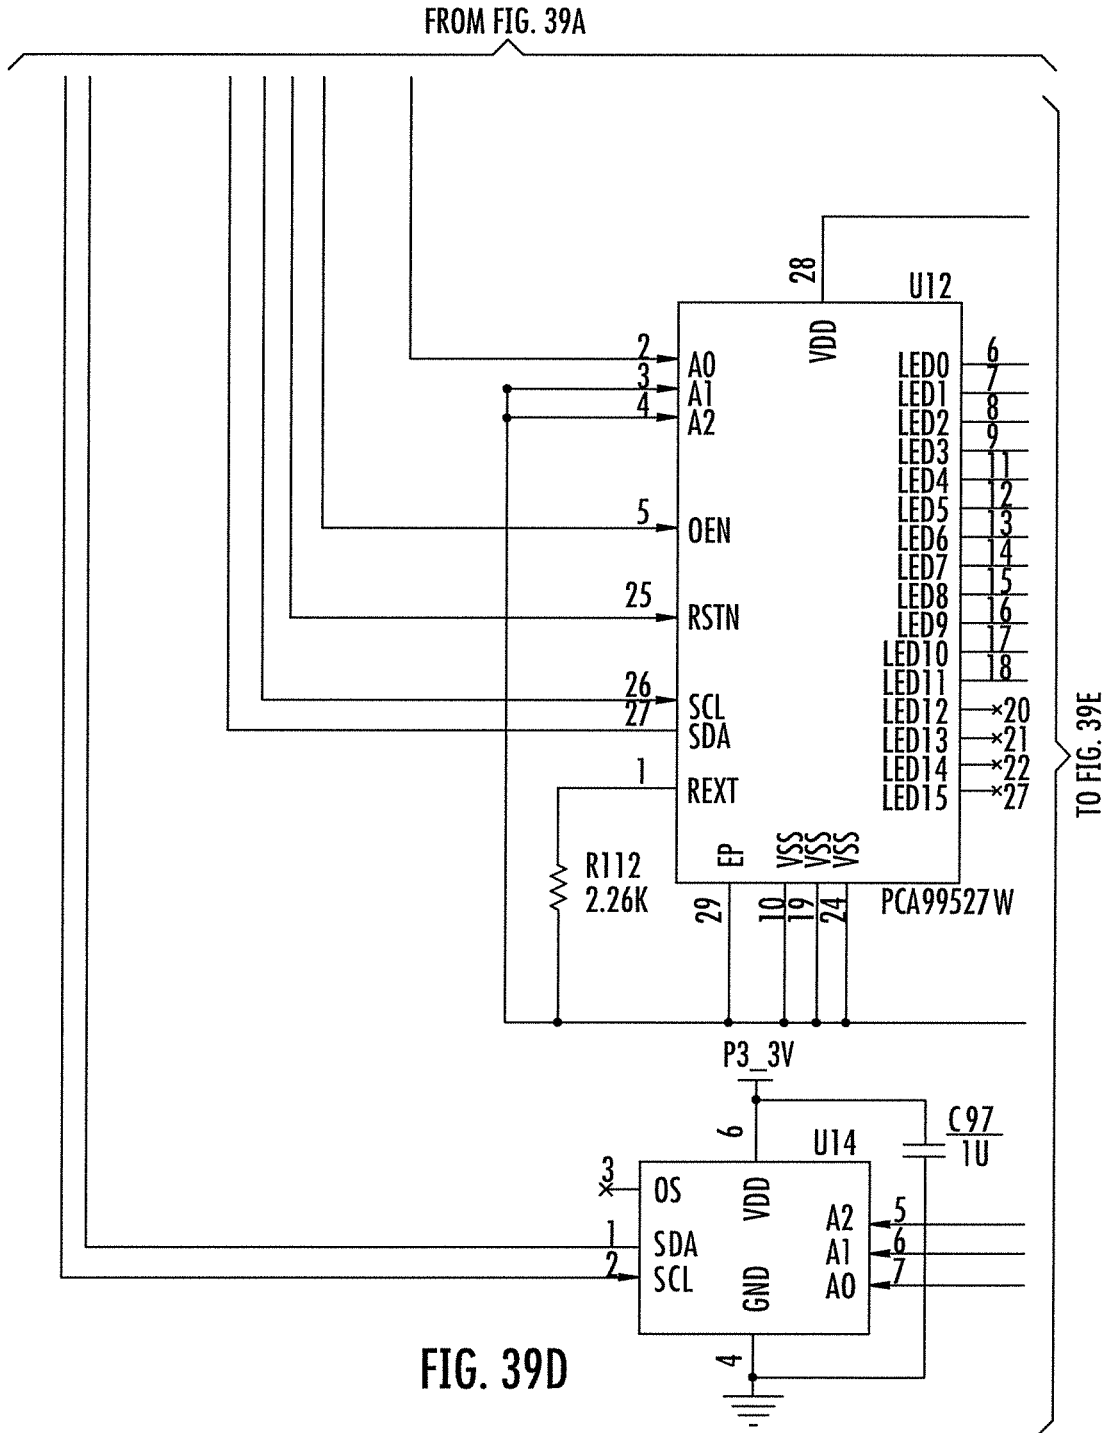 FROM FIG. 39A
28
U12
VDD
2
A0
3
A1
4
A2
5
OEN
25
RSTN
26
SCL
27
SDA
1
REXT
LED0
6
LED1
7
LED2
8
LED3
9
LED4
11
LED5
12
LED6
13
LED7
14
LED8
15
LED9
16
LED10
17
LED11
18
LED12
20
LED13
21
LED14
22
LED15
27
TO FIG. 39E
R112
2.26K
EP
VSS
VSS
VSS
29
10
19
24
PCA99527W
P3_3V
6
U14
C97
1U
3
OS
VDD
1
SDA
2
SCL
GND
A2
5
A1
6
A0
7
4
FIG. 39D